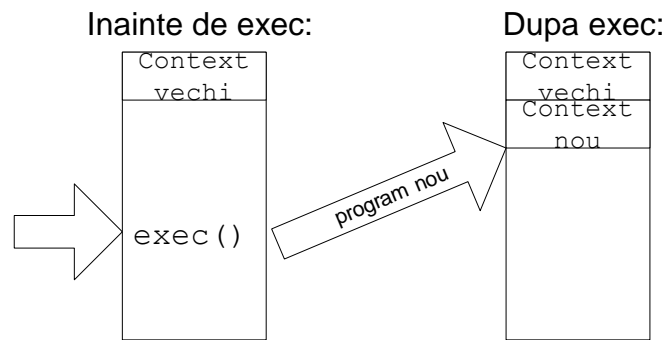 Inainte de exec:
Context
vechi
exec()
program nou
Dupa exec:
Context
vechi
Context
nou